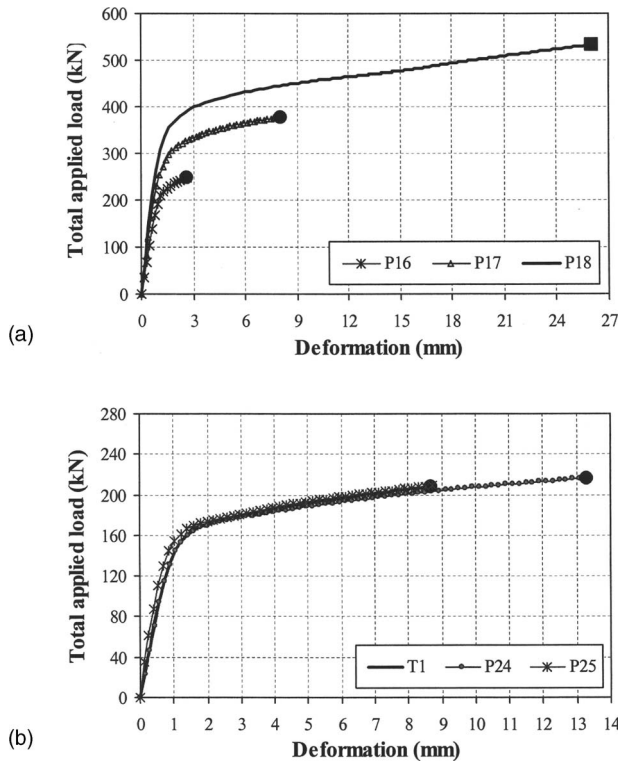 600
500
400
300
200
100
0
Total applied load (kN)
P16 P17 P18
0 3 6 9 12 15 18 21 24 27
Deformation (mm)
(a)
280
240
200
160
120
80
40
0
Total applied load (kN)
T1 P24 P25
0 1 2 3 4 5 6 7 8 9 10 11 12 13 14
Deformation (mm)
(b)